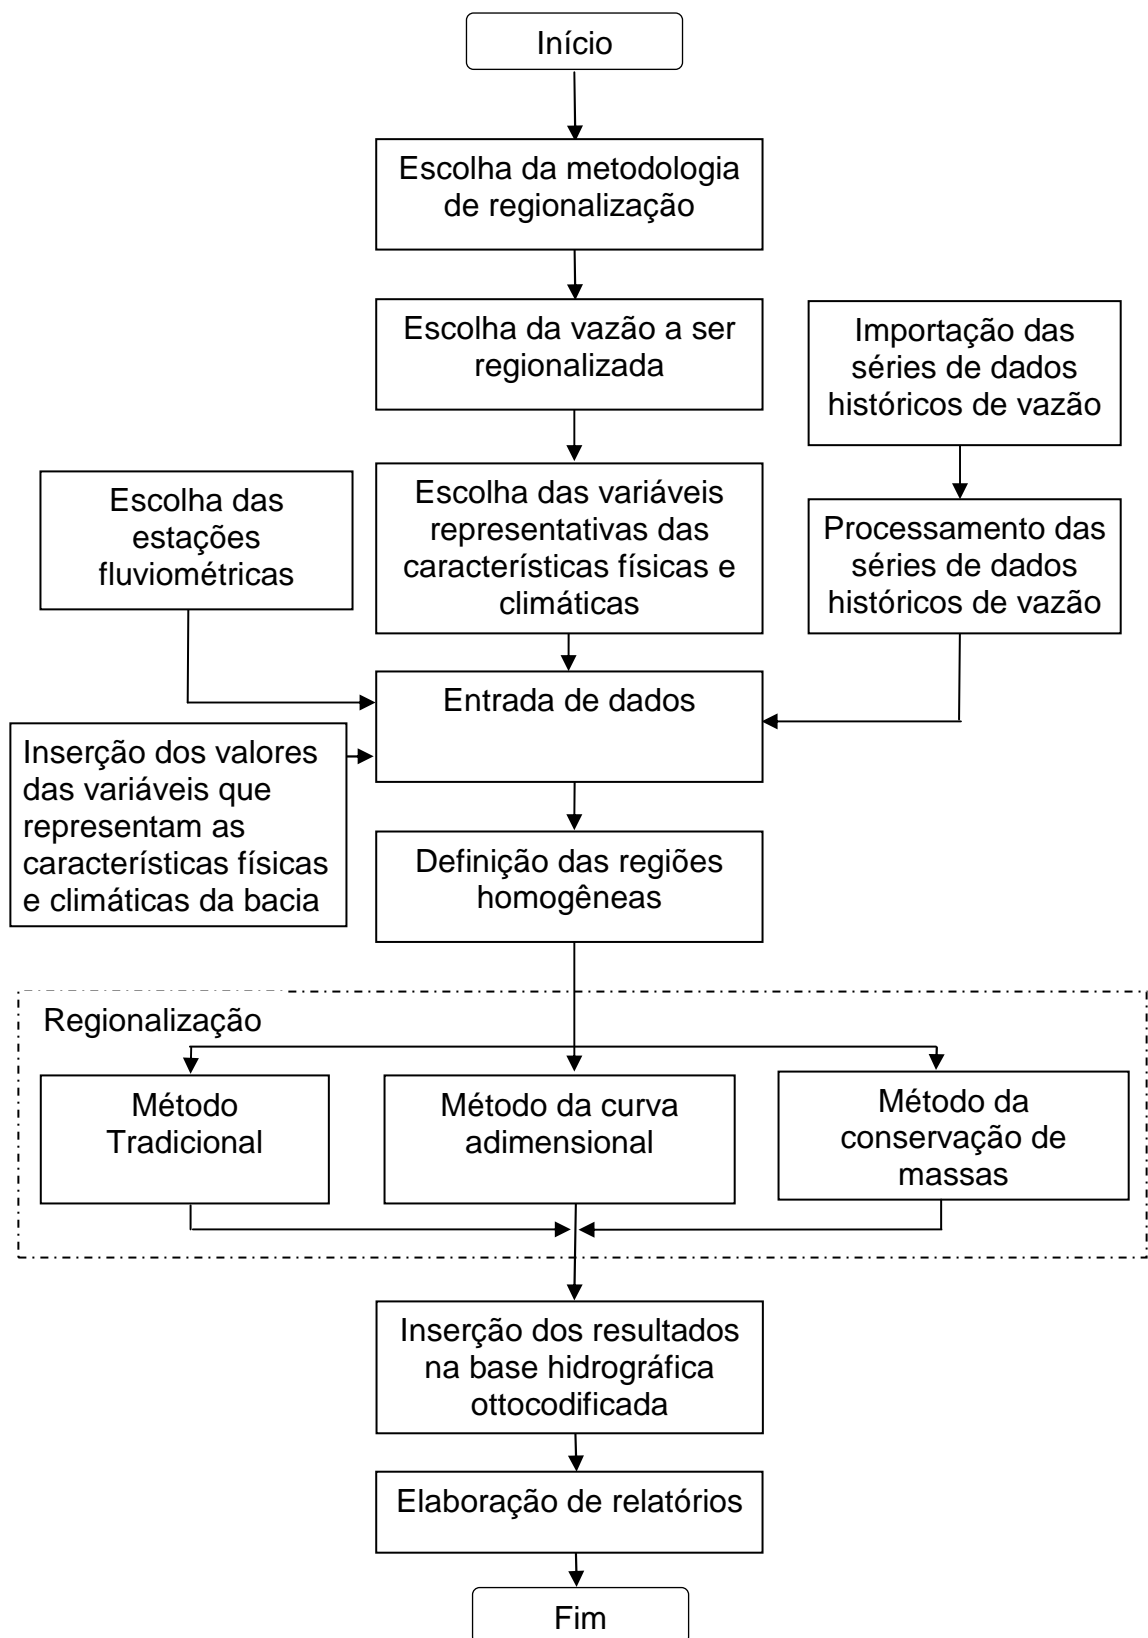 Início
Escolha da metodologia
de regionalização
Escolha da vazão a ser
regionalizada
Importação das
séries de dados
históricos de vazão
Escolha das
estações
fluviométricas
Escolha das variáveis
representativas das
características físicas e
climáticas
Processamento das
séries de dados
históricos de vazão
Entrada de dados
Inserção dos valores
das variáveis que
representam as
características físicas
e climáticas da bacia
Definição das regiões
homogêneas
Regionalização
Método
Tradicional
Método da curva
adimensional
Método da
conservação de
massas
Inserção dos resultados
na base hidrográfica
ottocodificada
Elaboração de relatórios
Fim